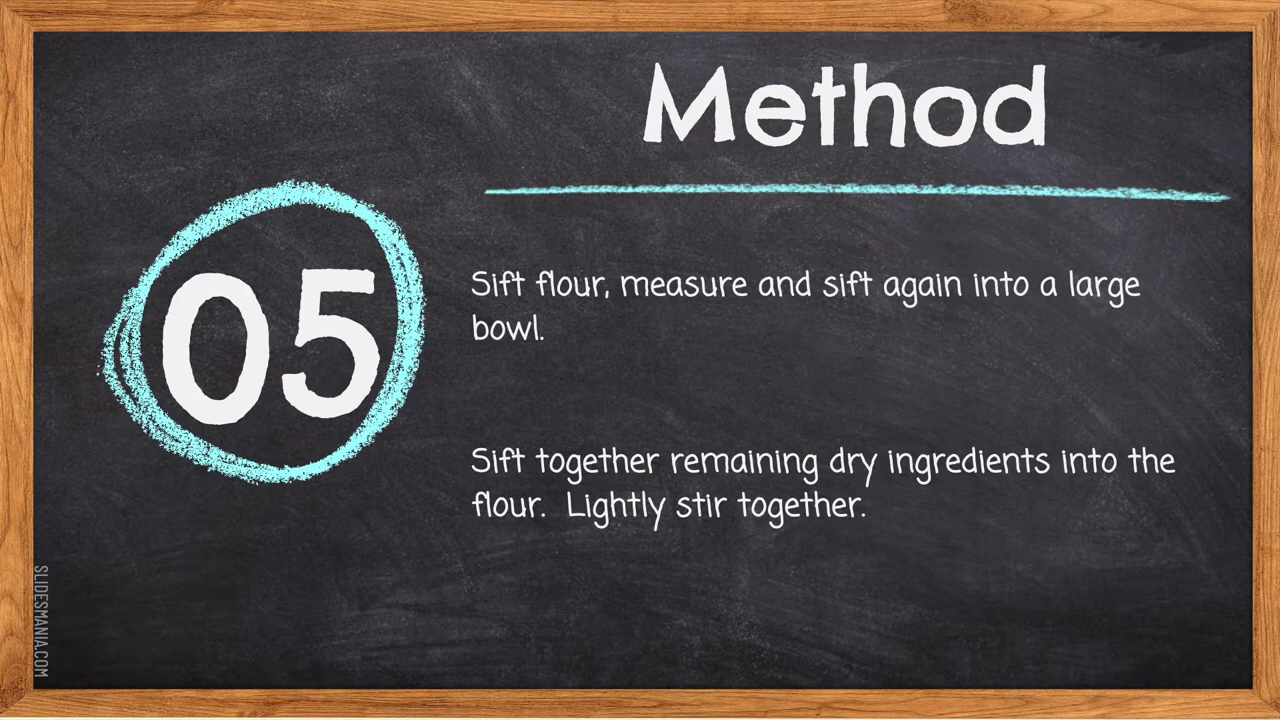 Method
05
Sift flour, measure and sift again into a large
bowl.
Sift together remaining dry ingredients into the
flour.  Lightly stir together.
SLIDESMANIA.COM